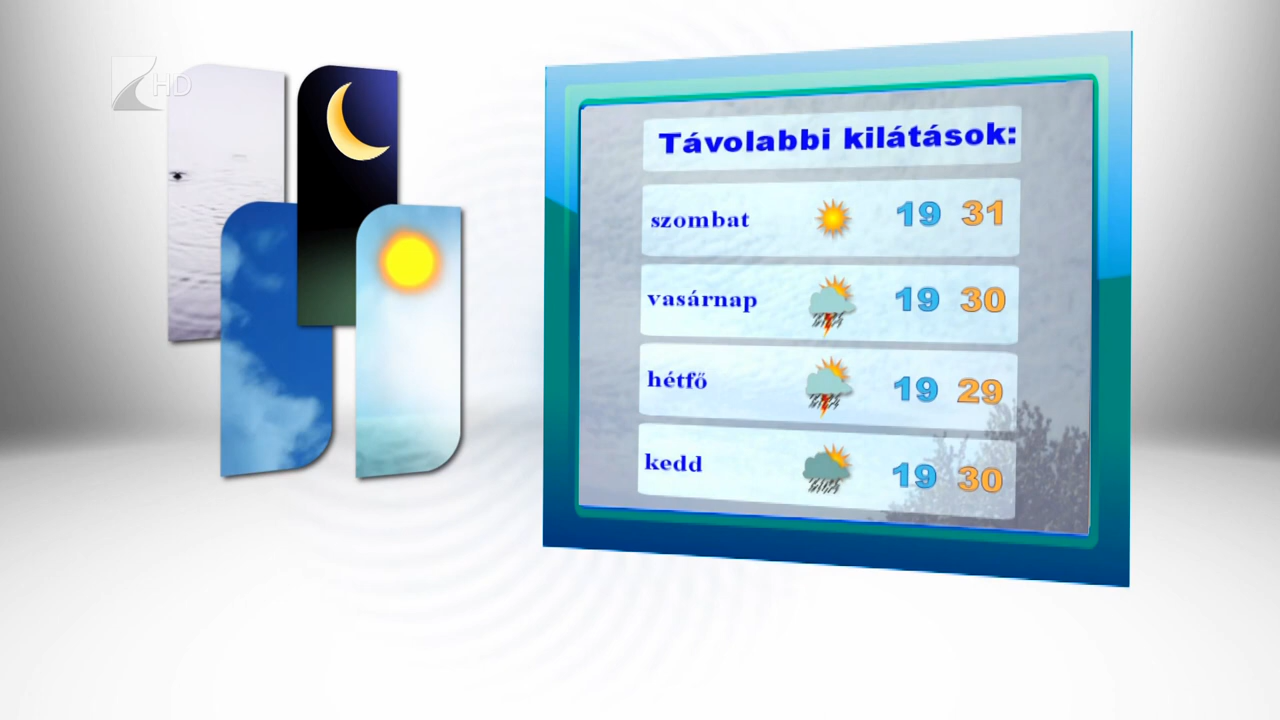 HD
Távolabbi kilátások:
szombat 19 31
vasárnap 19 30
hétfő 19 29
kedd 19 30